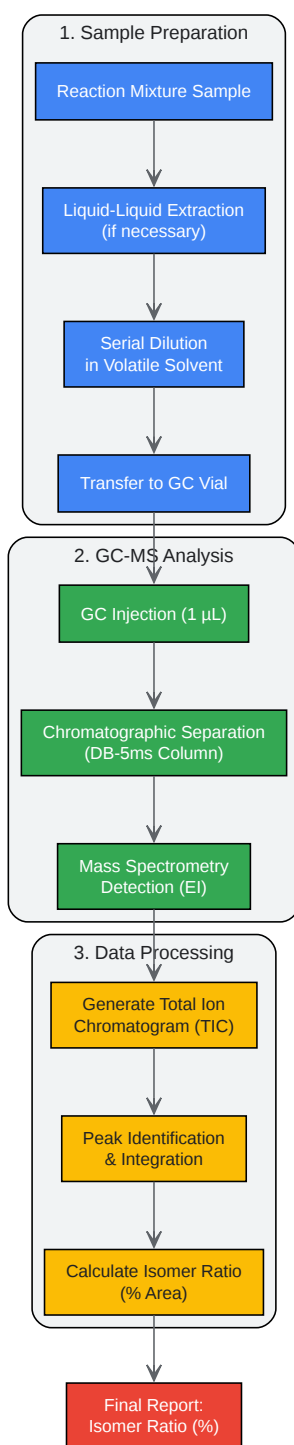 1. Sample Preparation
Reaction Mixture Sample
Liquid-Liquid Extraction
(if necessary)
Serial Dilution
in Volatile Solvent
Transfer to GC Vial
2. GC-MS Analysis
GC Injection (1 µL)
Chromatographic Separation
(DB-5ms Column)
Mass Spectrometry
Detection (EI)
3. Data Processing
Generate Total Ion
Chromatogram (TIC)
Peak Identification
& Integration
Calculate Isomer Ratio
(% Area)
Final Report:
Isomer Ratio (%)